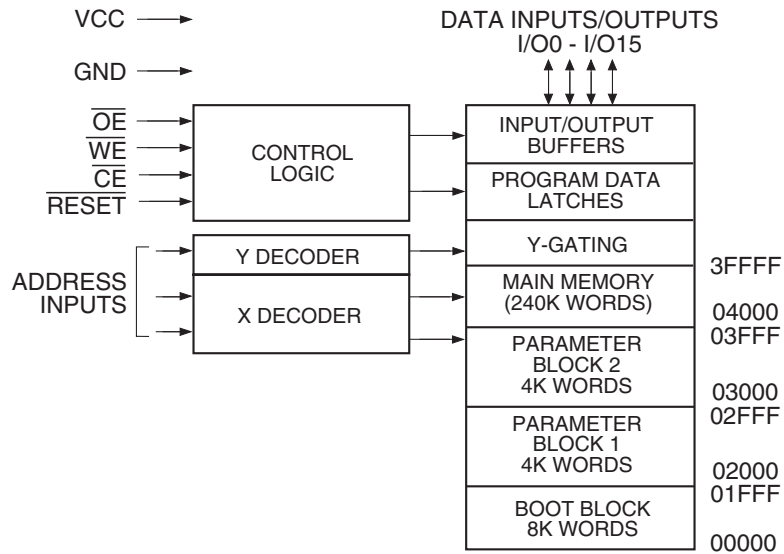 VCC
GND
OE
WE
CE
RESET
ADDRESS
INPUTS
CONTROL
LOGIC
Y DECODER
X DECODER
DATA INPUTS/OUTPUTS
I/O0 - I/O15
INPUT/OUTPUT
BUFFERS
PROGRAM DATA
LATCHES
Y-GATING
MAIN MEMORY
(240K WORDS)
PARAMETER
BLOCK 2
4K WORDS
PARAMETER
BLOCK 1
4K WORDS
BOOT BLOCK
8K WORDS
3FFFF
04000
03FFF
03000
02FFF
02000
01FFF
00000